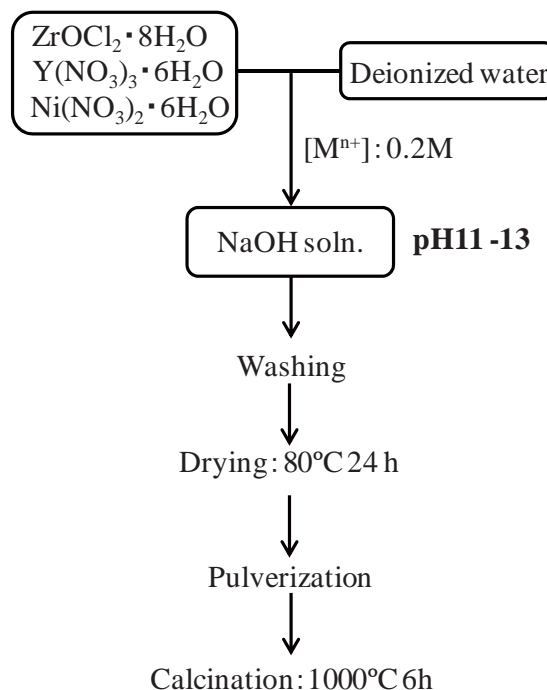 ZrOCl₂・8H₂O
Y(NO₃)₃・6H₂O
Ni(NO₃)₂・6H₂O
Deionized water
[Mⁿ⁺]:0.2M
NaOH soln.
pH11-13
Washing
Drying:80ºC 24 h
Pulverization
Calcination:1000ºC 6h